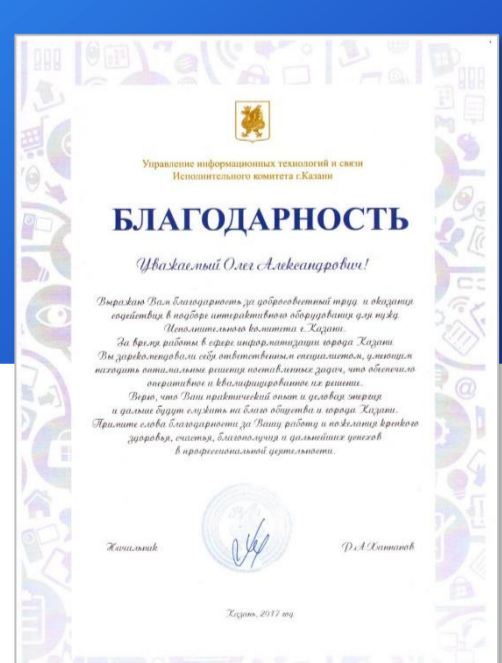 Управление информационных технологий и связи
Исполнительного комитета г.Казани
БЛАГОДАРНОСТЬ
Уважаемый Олег Александрович!
Выражаю Вам благодарность за добросовестный труд и оказания
содействия в подборе интерактивного оборудования для нужд
Исполнительного комитета г.Казани.
За время работы в сфере информатизации города Казани
Вы зарекомендовали себя ответственным специалистом, умеющим
находить оптимальные решения поставленных задач, что обеспечило
оперативное и квалифицированное их решение.
Верю, что Ваш практический опыт и деловая энергия
и дальше будут служить на благо общества и города Казани.
Примите слова благодарности за Вашу работу и пожелания крепкого
здоровья, счастья, благополучия и дальнейших успехов
в профессиональной деятельности.
Начальник
Казань, 2017 год